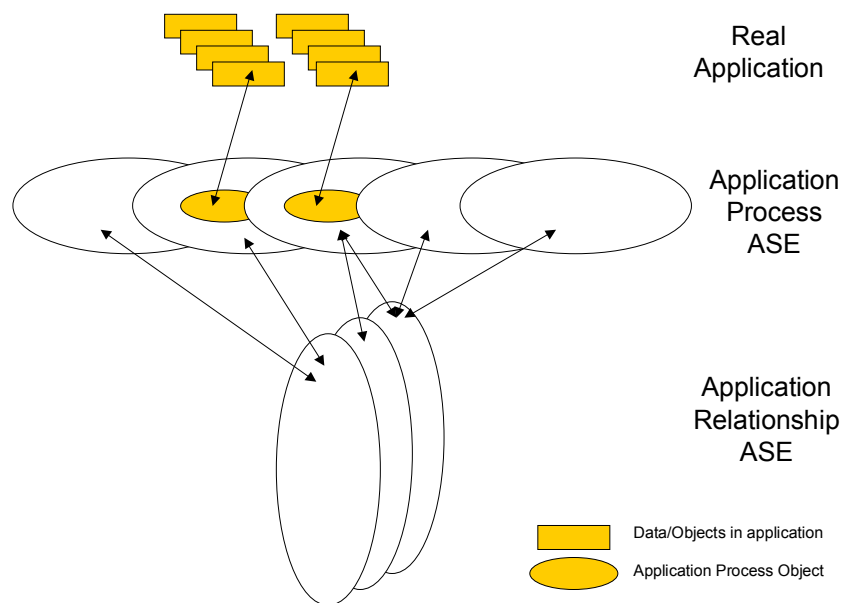 Real
Application
Application
Process
ASE
Application
Relationship
ASE
Data/Objects in application
Application Process Object